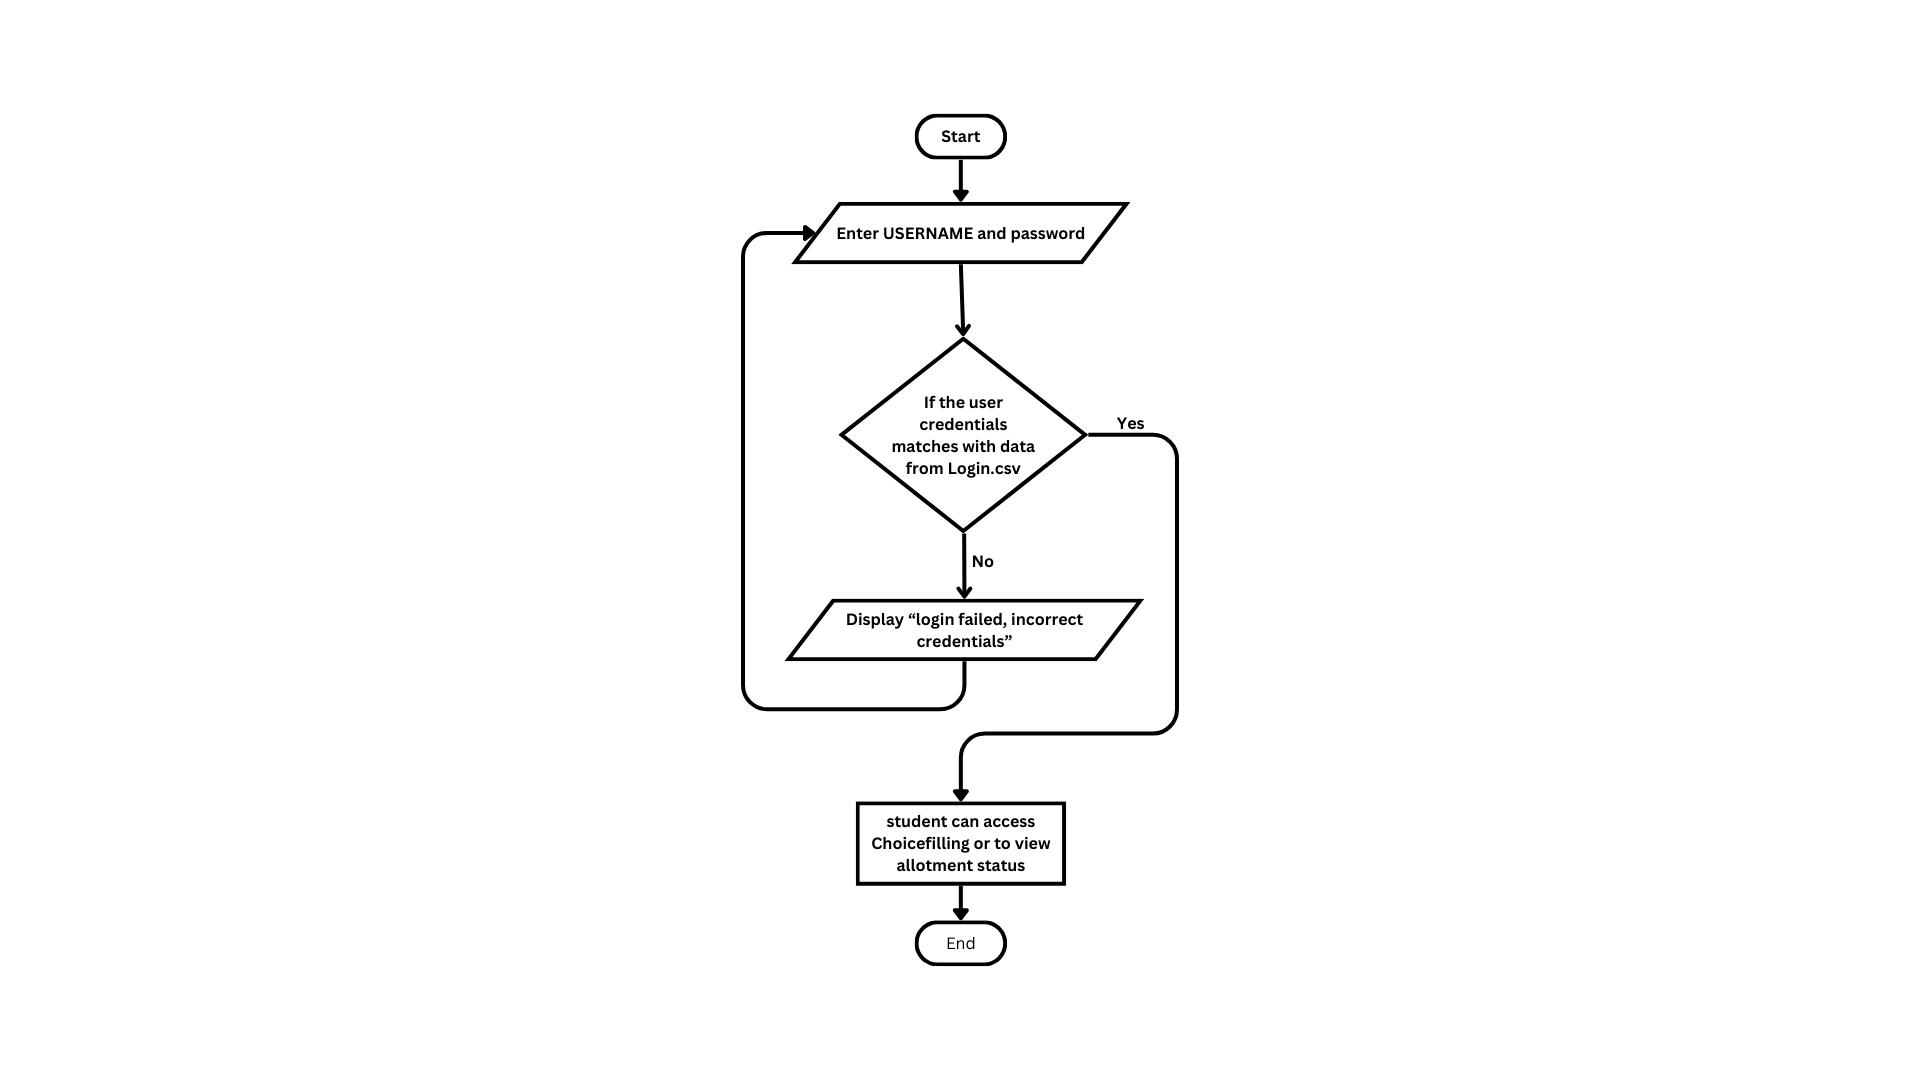 Start
Enter USERNAME and password
If the user
credentials
matches with data
from Login.csv
Yes
No
Display “login failed, incorrect
credentials”
student can access
Choicefilling or to view
allotment status
End